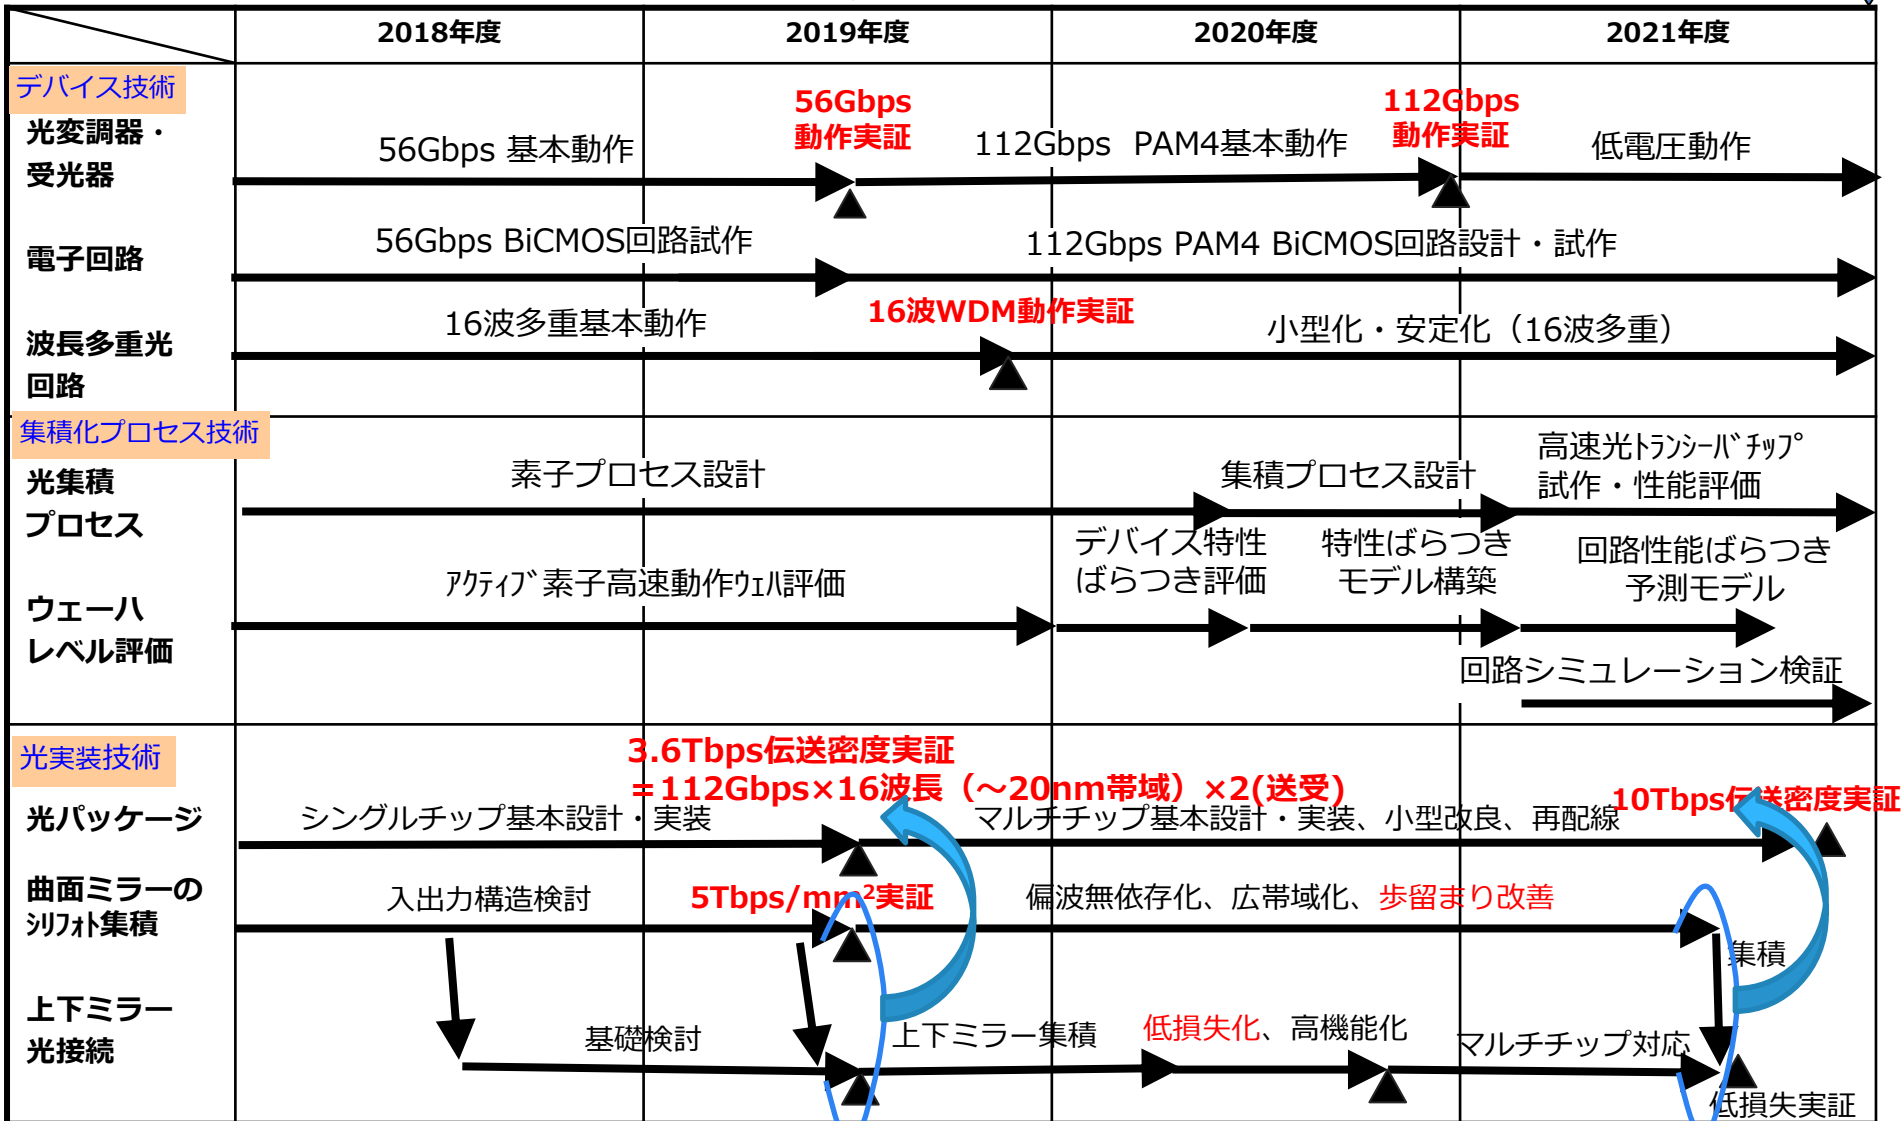 2018年度
2019年度
2020年度
2021年度
デバイス技術
光変調器・
受光器
56Gbps 基本動作
56Gbps
動作実証
112Gbps PAM4基本動作
112Gbps
動作実証
低電圧動作
電子回路
56Gbps BiCMOS回路試作
112Gbps PAM4 BiCMOS回路設計・試作
波長多重光
回路
16波多重基本動作
16波WDM動作実証
小型化・安定化（16波多重）
集積化プロセス技術
光集積
プロセス
素子プロセス設計
集積プロセス設計
高速光ﾄﾗﾝｼｰﾊﾞﾁｯﾌﾟ
試作・性能評価
ウェーハ
レベル評価
ｱｸﾃｨﾌﾞ素子高速動作ｳｪﾊ評価
デバイス特性
ばらつき評価
特性ばらつき
モデル構築
回路性能ばらつき
予測モデル
回路シミュレーション検証
光実装技術
3.6Tbps伝送密度実証
＝112Gbps×16波長（～20nm帯域）×2(送受)
光パッケージ
シングルチップ基本設計・実装
マルチチップ基本設計・実装、小型改良、再配線
10Tbps伝送密度実証
曲面ミラーの
ｼﾘﾌｫﾄ集積
入出力構造検討
5Tbps/mm²実証
偏波無依存化、広帯域化、歩留まり改善
集積
上下ミラー
光接続
基礎検討
上下ミラー集積
低損失化、高機能化
マルチチップ対応
低損失実証